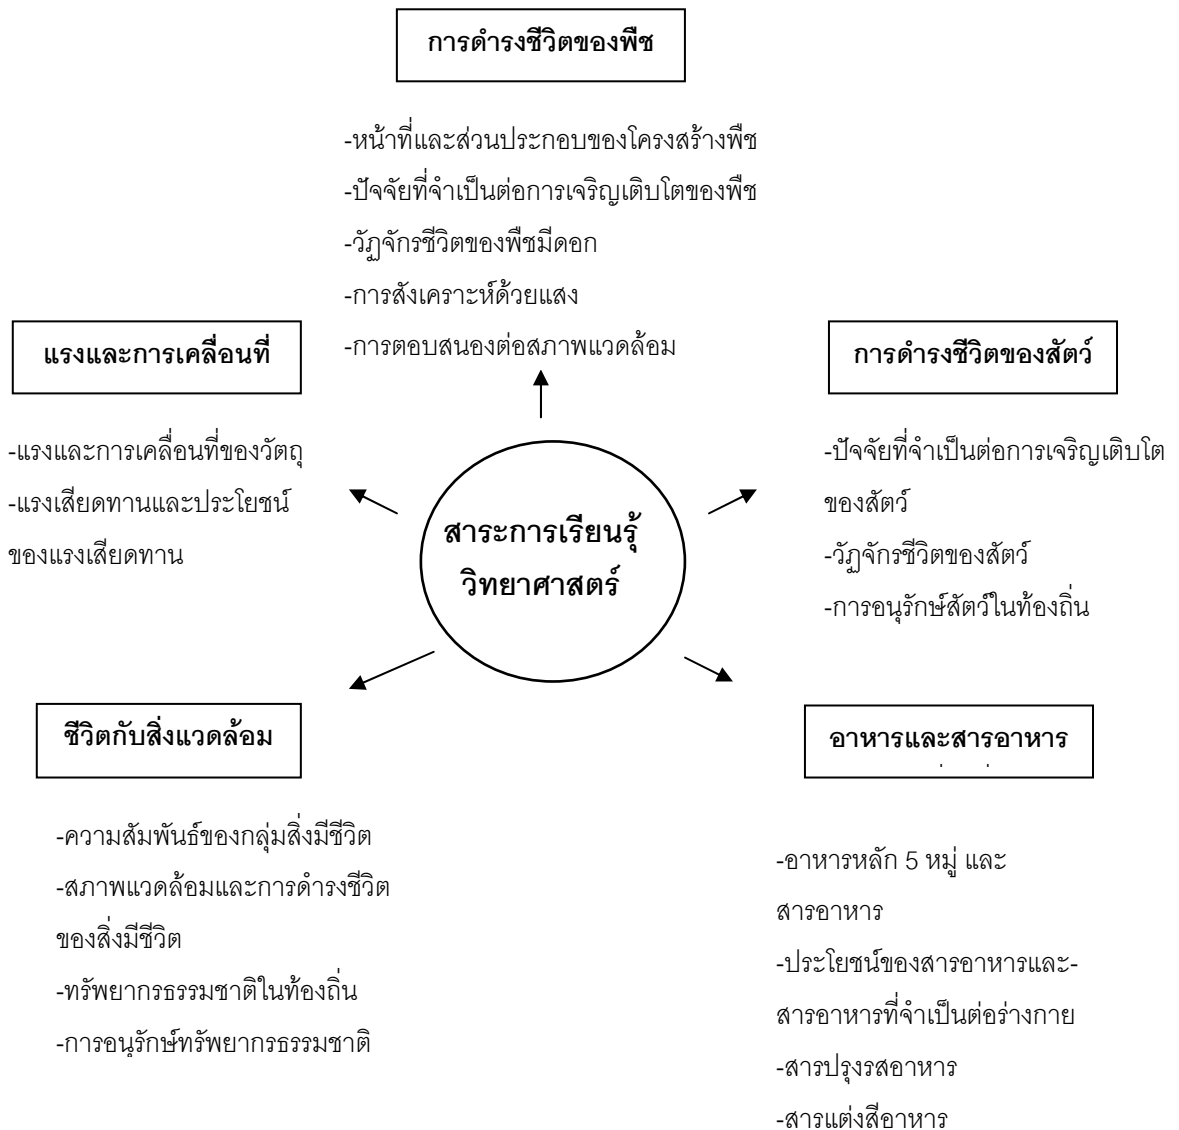 การดำรงชีวิตของพืช
-หน้าที่และส่วนประกอบของโครงสร้างพืช
-ปัจจัยที่จำเป็นต่อการเจริญเติบโตของพืช
-วัฏจักรชีวิตของพืชมีดอก
-การสังเคราะห์ด้วยแสง
-การตอบสนองต่อสภาพแวดล้อม
แรงและการเคลื่อนที่
-แรงและการเคลื่อนที่ของวัตถุ
-แรงเสียดทานและประโยชน์
ของแรงเสียดทาน
สาระการเรียนรู้
วิทยาศาสตร์
การดำรงชีวิตของสัตว์
-ปัจจัยที่จำเป็นต่อการเจริญเติบโต
ของสัตว์
-วัฏจักรชีวิตของสัตว์
-การอนุรักษ์สัตว์ในท้องถิ่น
ชีวิตกับสิ่งแวดล้อม
-ความสัมพันธ์ของกลุ่มสิ่งมีชีวิต
-สภาพแวดล้อมและการดำรงชีวิต
ของสิ่งมีชีวิต
-ทรัพยากรธรรมชาติในท้องถิ่น
-การอนุรักษ์ทรัพยากรธรรมชาติ
อาหารและสารอาหาร
-อาหารหลัก 5 หมู่ และ
สารอาหาร
-ประโยชน์ของสารอาหารและ-
สารอาหารที่จำเป็นต่อร่างกาย
-สารปรุงรสอาหาร
-สารแต่งสีอาหาร